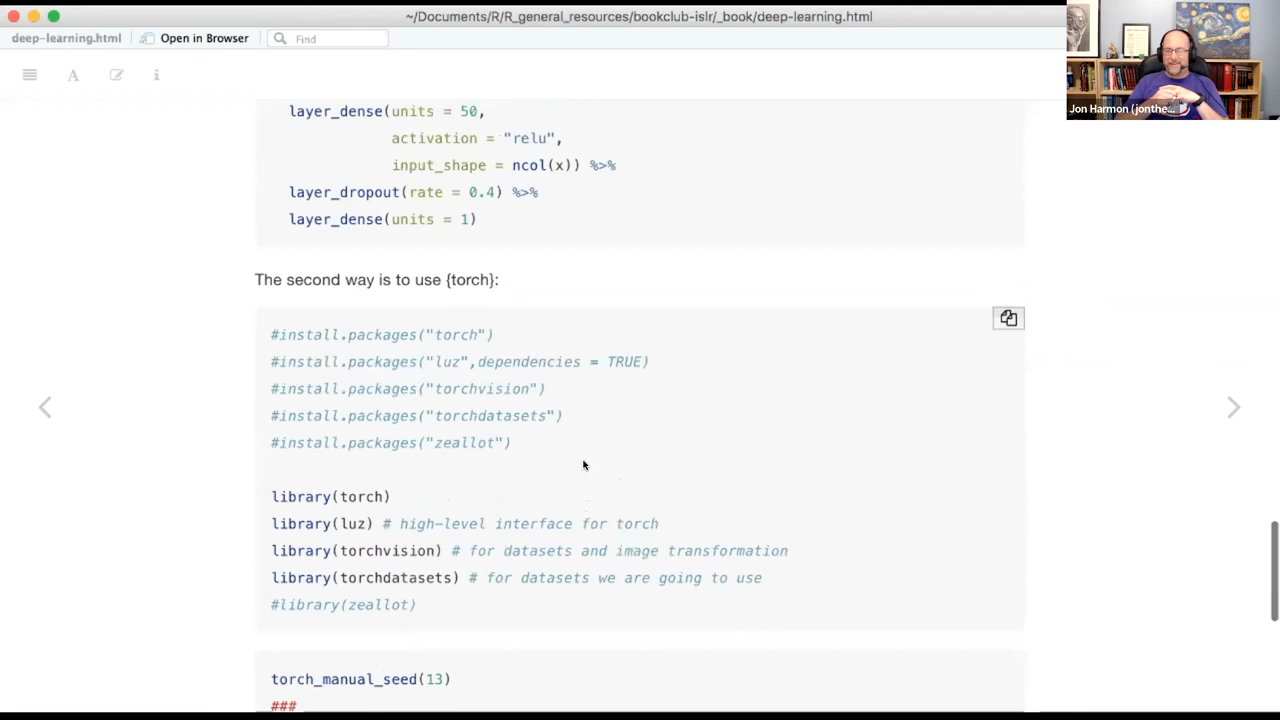 ~/Documents/R/R_general_resources/bookclub-islr/_book/deep-learning.html
deep-learning.html
Open in Browser
Find
layer_dense(units = 50,
activation = "relu",
input_shape = ncol(x)) %>%
layer_dropout(rate = 0.4) %>%
layer_dense(units = 1)
The second way is to use {torch}:
#install.packages("torch")
#install.packages("luz",dependencies = TRUE)
#install.packages("torchvision")
#install.packages("torchdatasets")
#install.packages("zeallot")
library(torch)
library(luz) # high-level interface for torch
library(torchvision) # for datasets and image transformation
library(torchdatasets) # for datasets we are going to use
#library(zeallot)
torch_manual_seed(13)
###
Jon Harmon (jonthe...